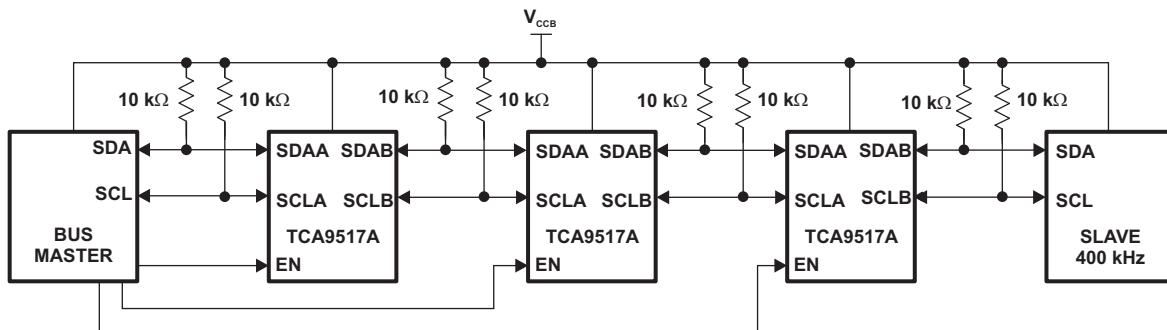 V_CCB
10 kΩ 10 kΩ 10 kΩ 10 kΩ 10 kΩ 10 kΩ 10 kΩ 10 kΩ
SDA SDAA SDAB SDAA SDAB SDAA SDAB SDA
SCL SCLA SCLB SCLA SCLB SCLA SCLB SCL
BUS MASTER
TCA9517A
EN
TCA9517A
EN
TCA9517A
EN
SLAVE
400 kHz